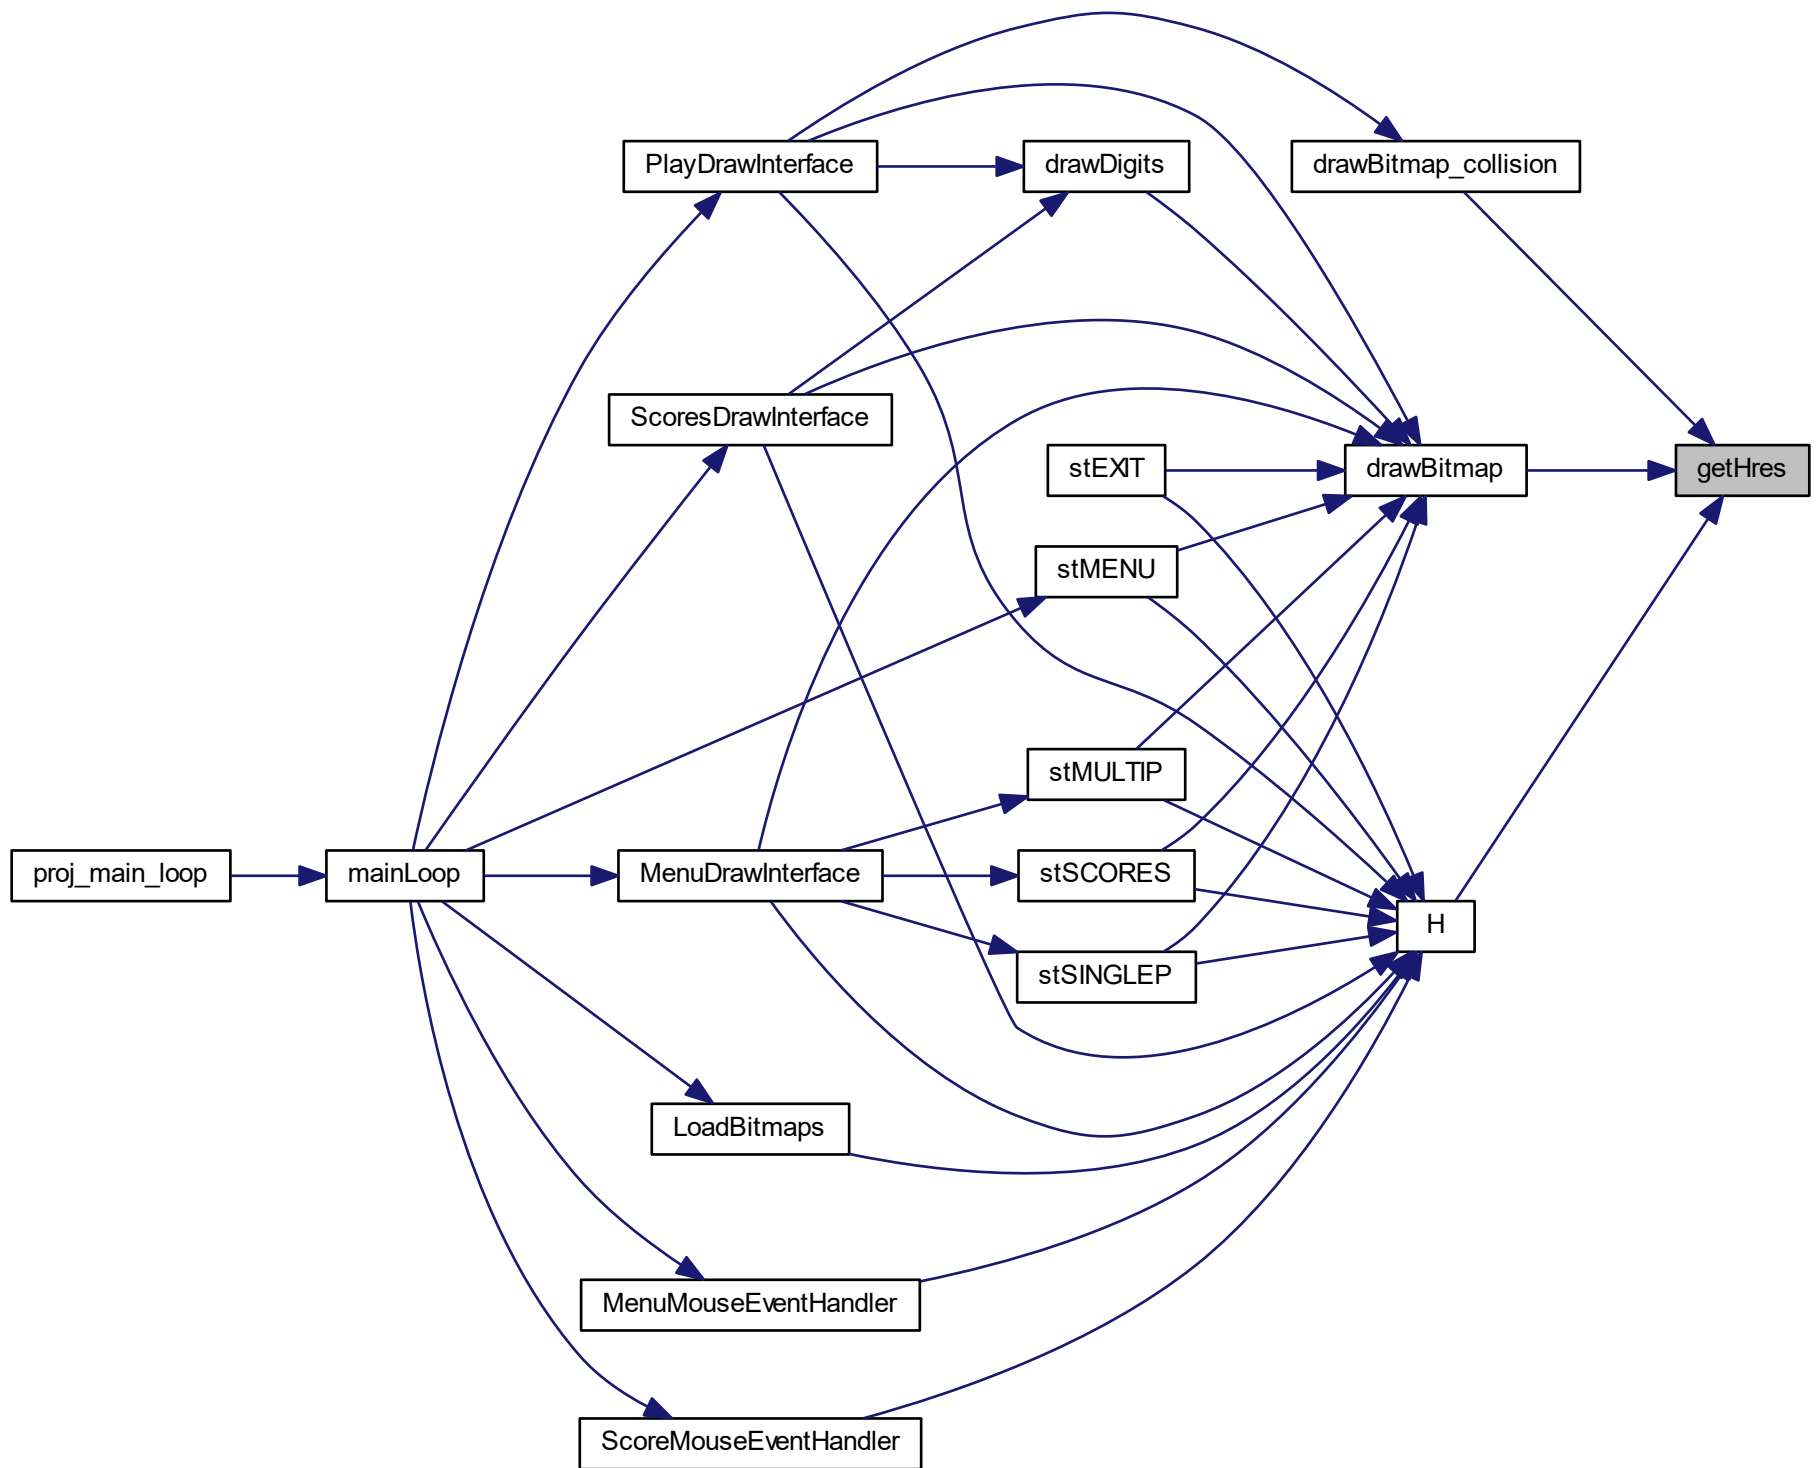 PlayDrawInterface
drawDigits
drawBitmap_collision
ScoresDrawInterface
stEXIT
drawBitmap
getHres
stMENU
stMULTIP
proj_main_loop
mainLoop
MenuDrawInterface
stSCORES
H
stSINGLEP
LoadBitmaps
MenuMouseEventHandler
ScoreMouseEventHandler